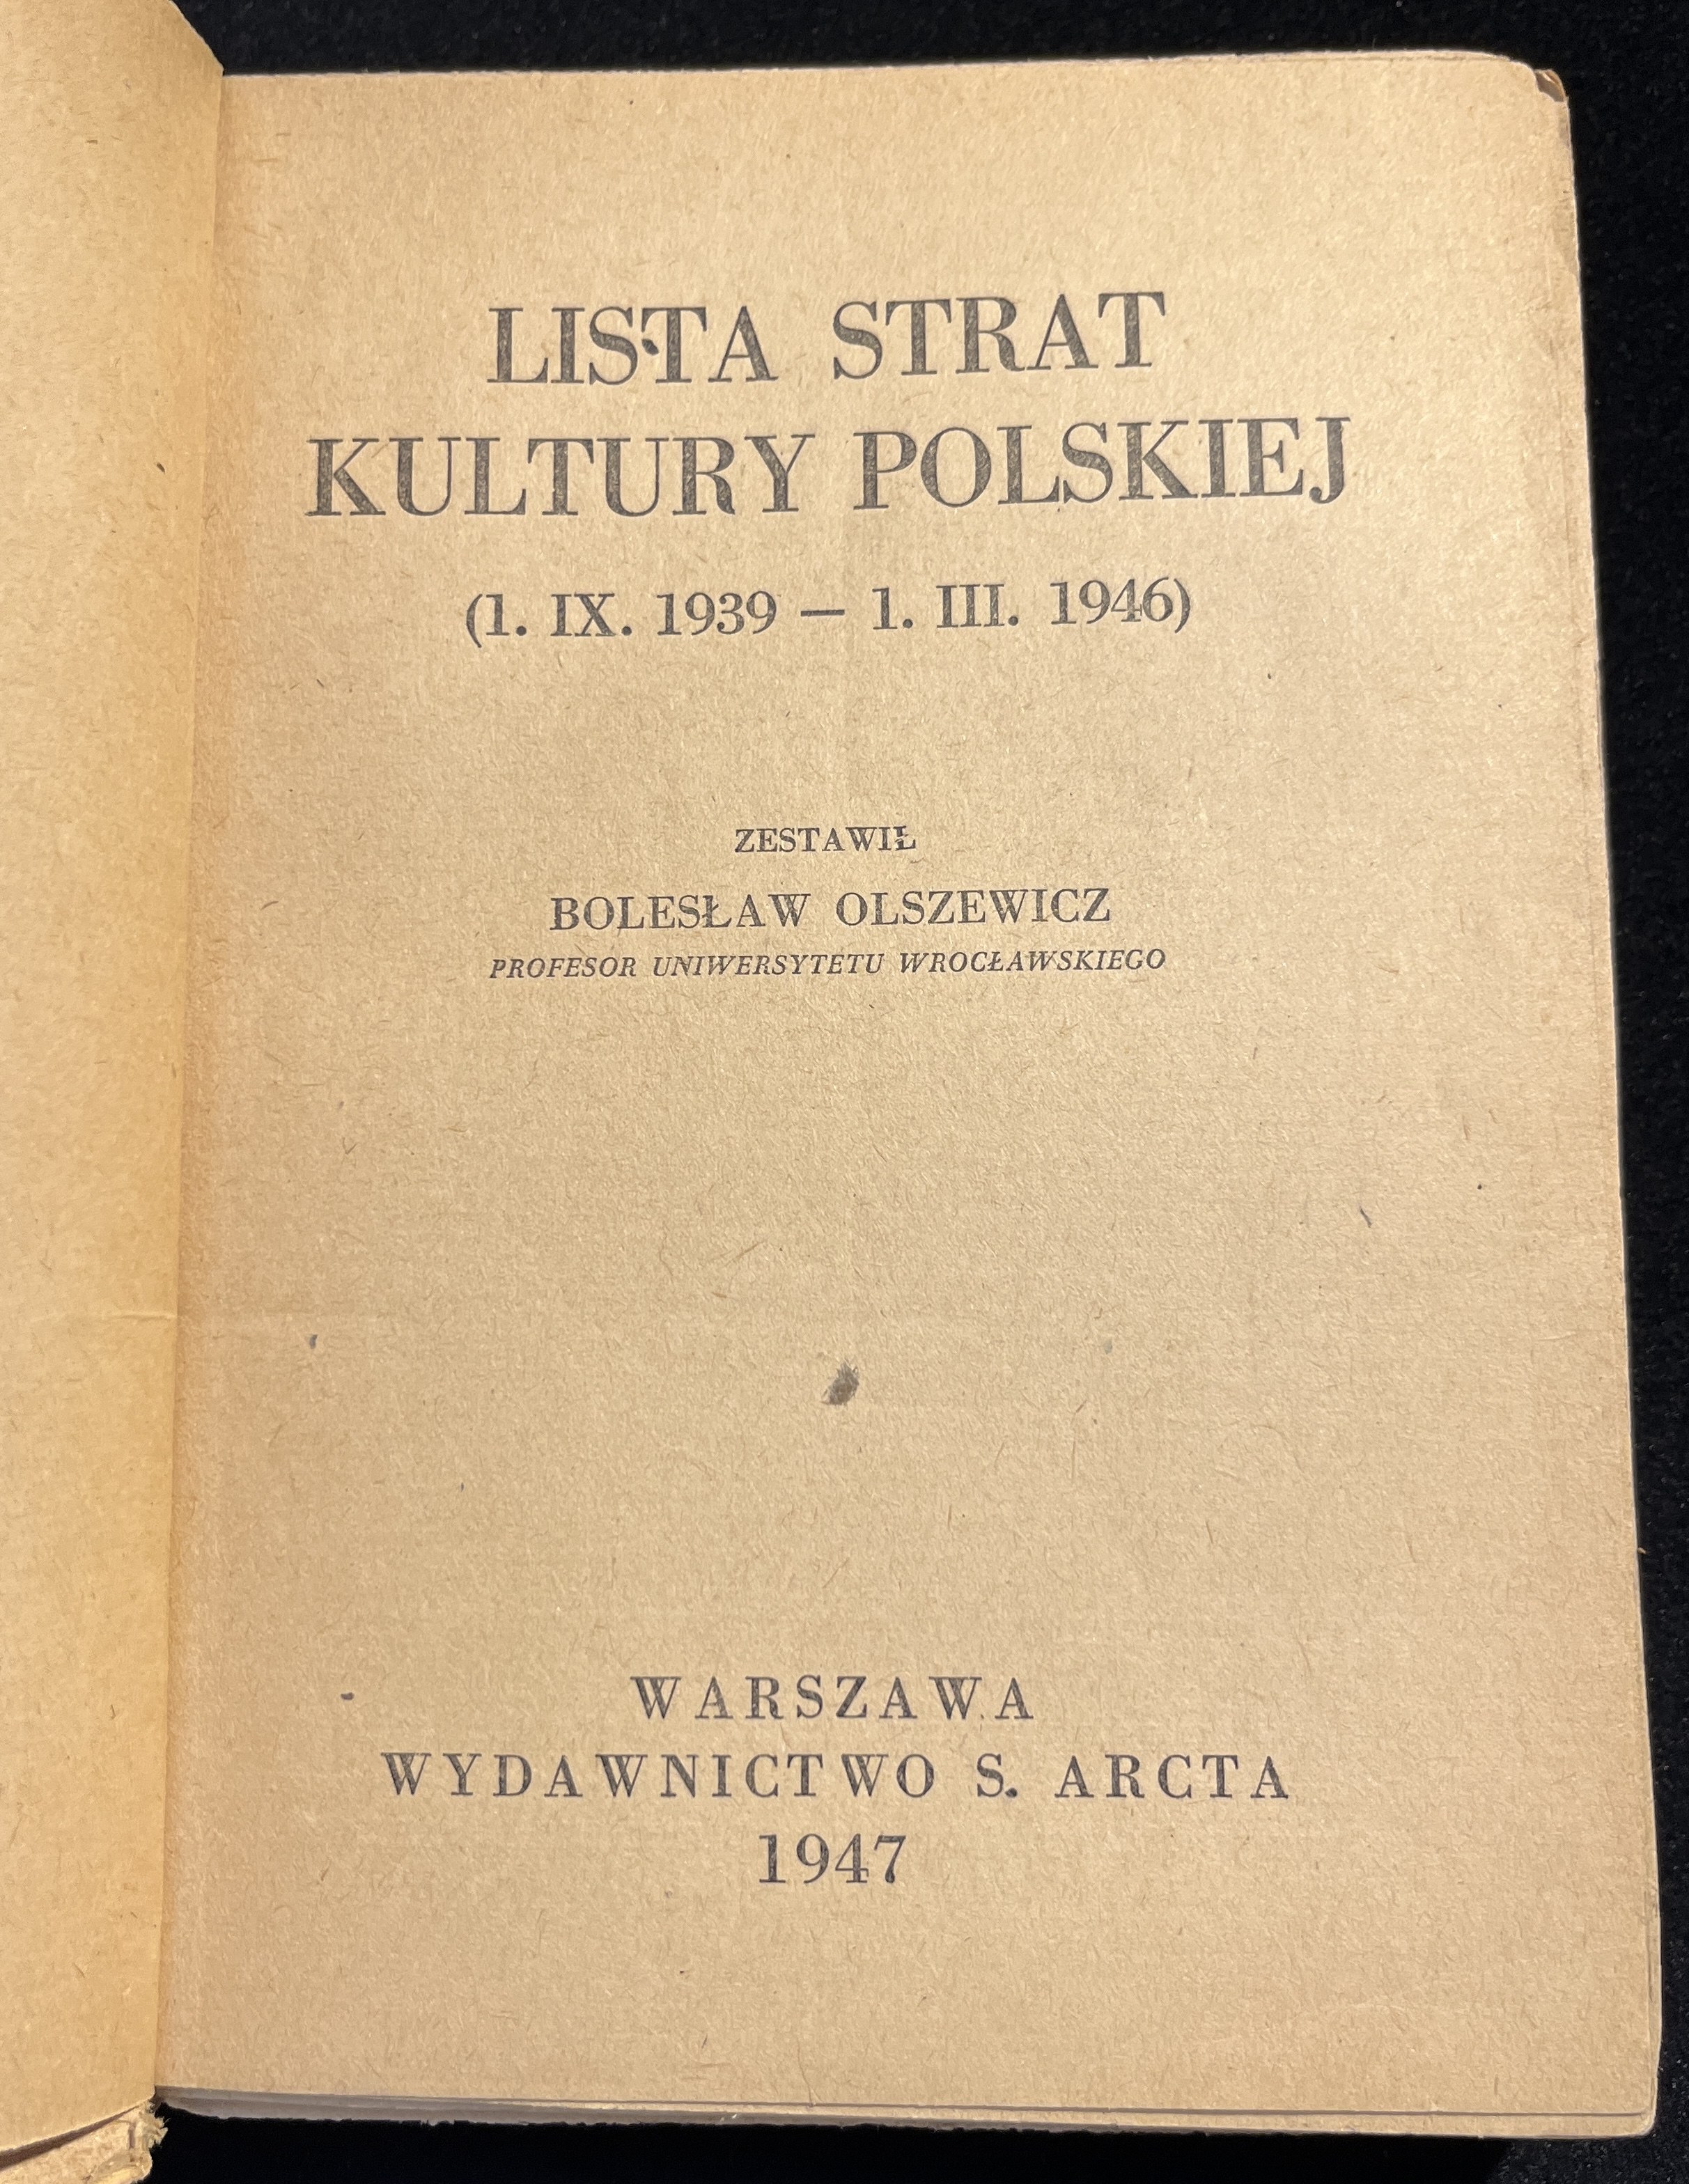 LISTA STRAT
KULTURY POLSKIEJ
(1. IX. 1939 — 1. III. 1946)
ZESTAWIŁ
BOLESŁAW OLSZEWICZ
PROFESOR UNIWERSYTETU WROCŁAWSKIEGO
WARSZAWA
WYDAWNICTWO S. ARCTA
1947